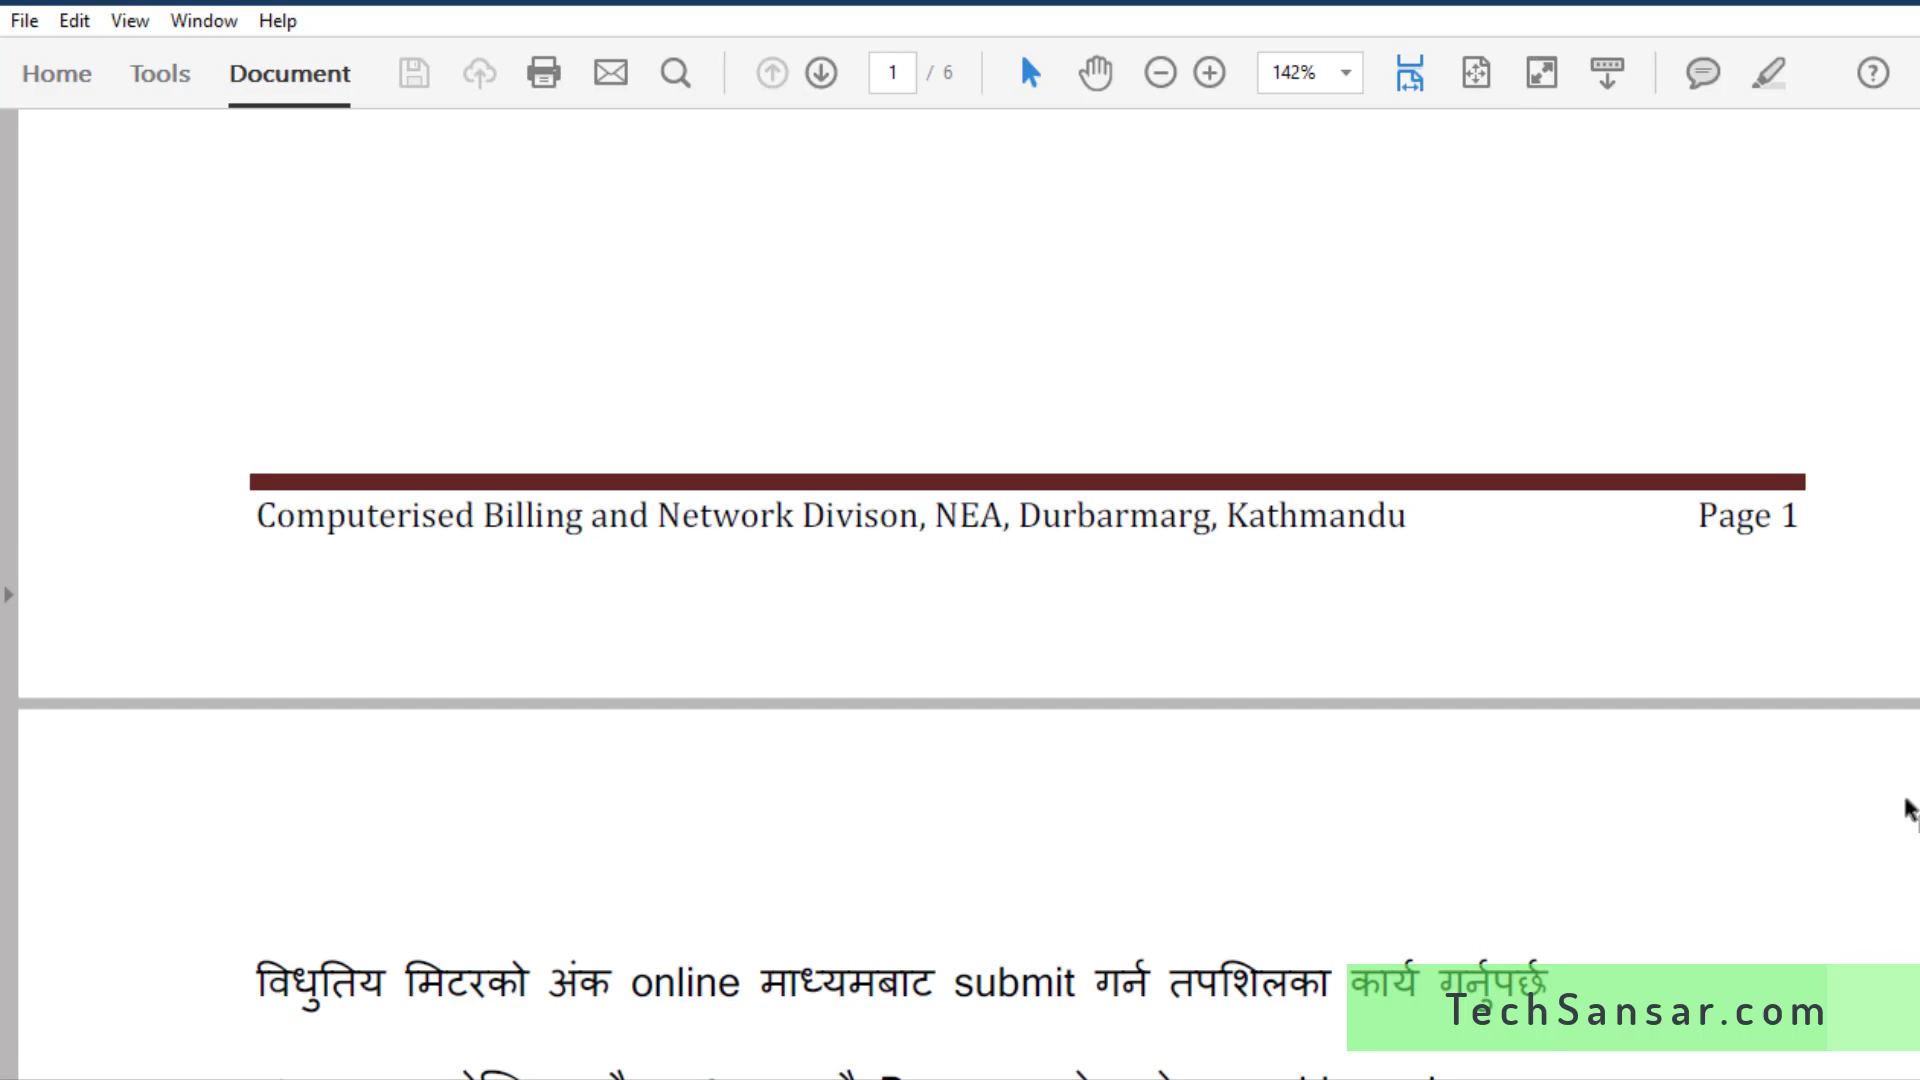 File Edit View Window Help
Home Tools Document 1 / 6 142%
Computerised Billing and Network Divison, NEA, Durbarmarg, Kathmandu Page 1
विधुतिय मिटरको अंक online माध्यमबाट submit गर्न तपशिलका कार्य गर्नुपर्छ
TechSansar.com